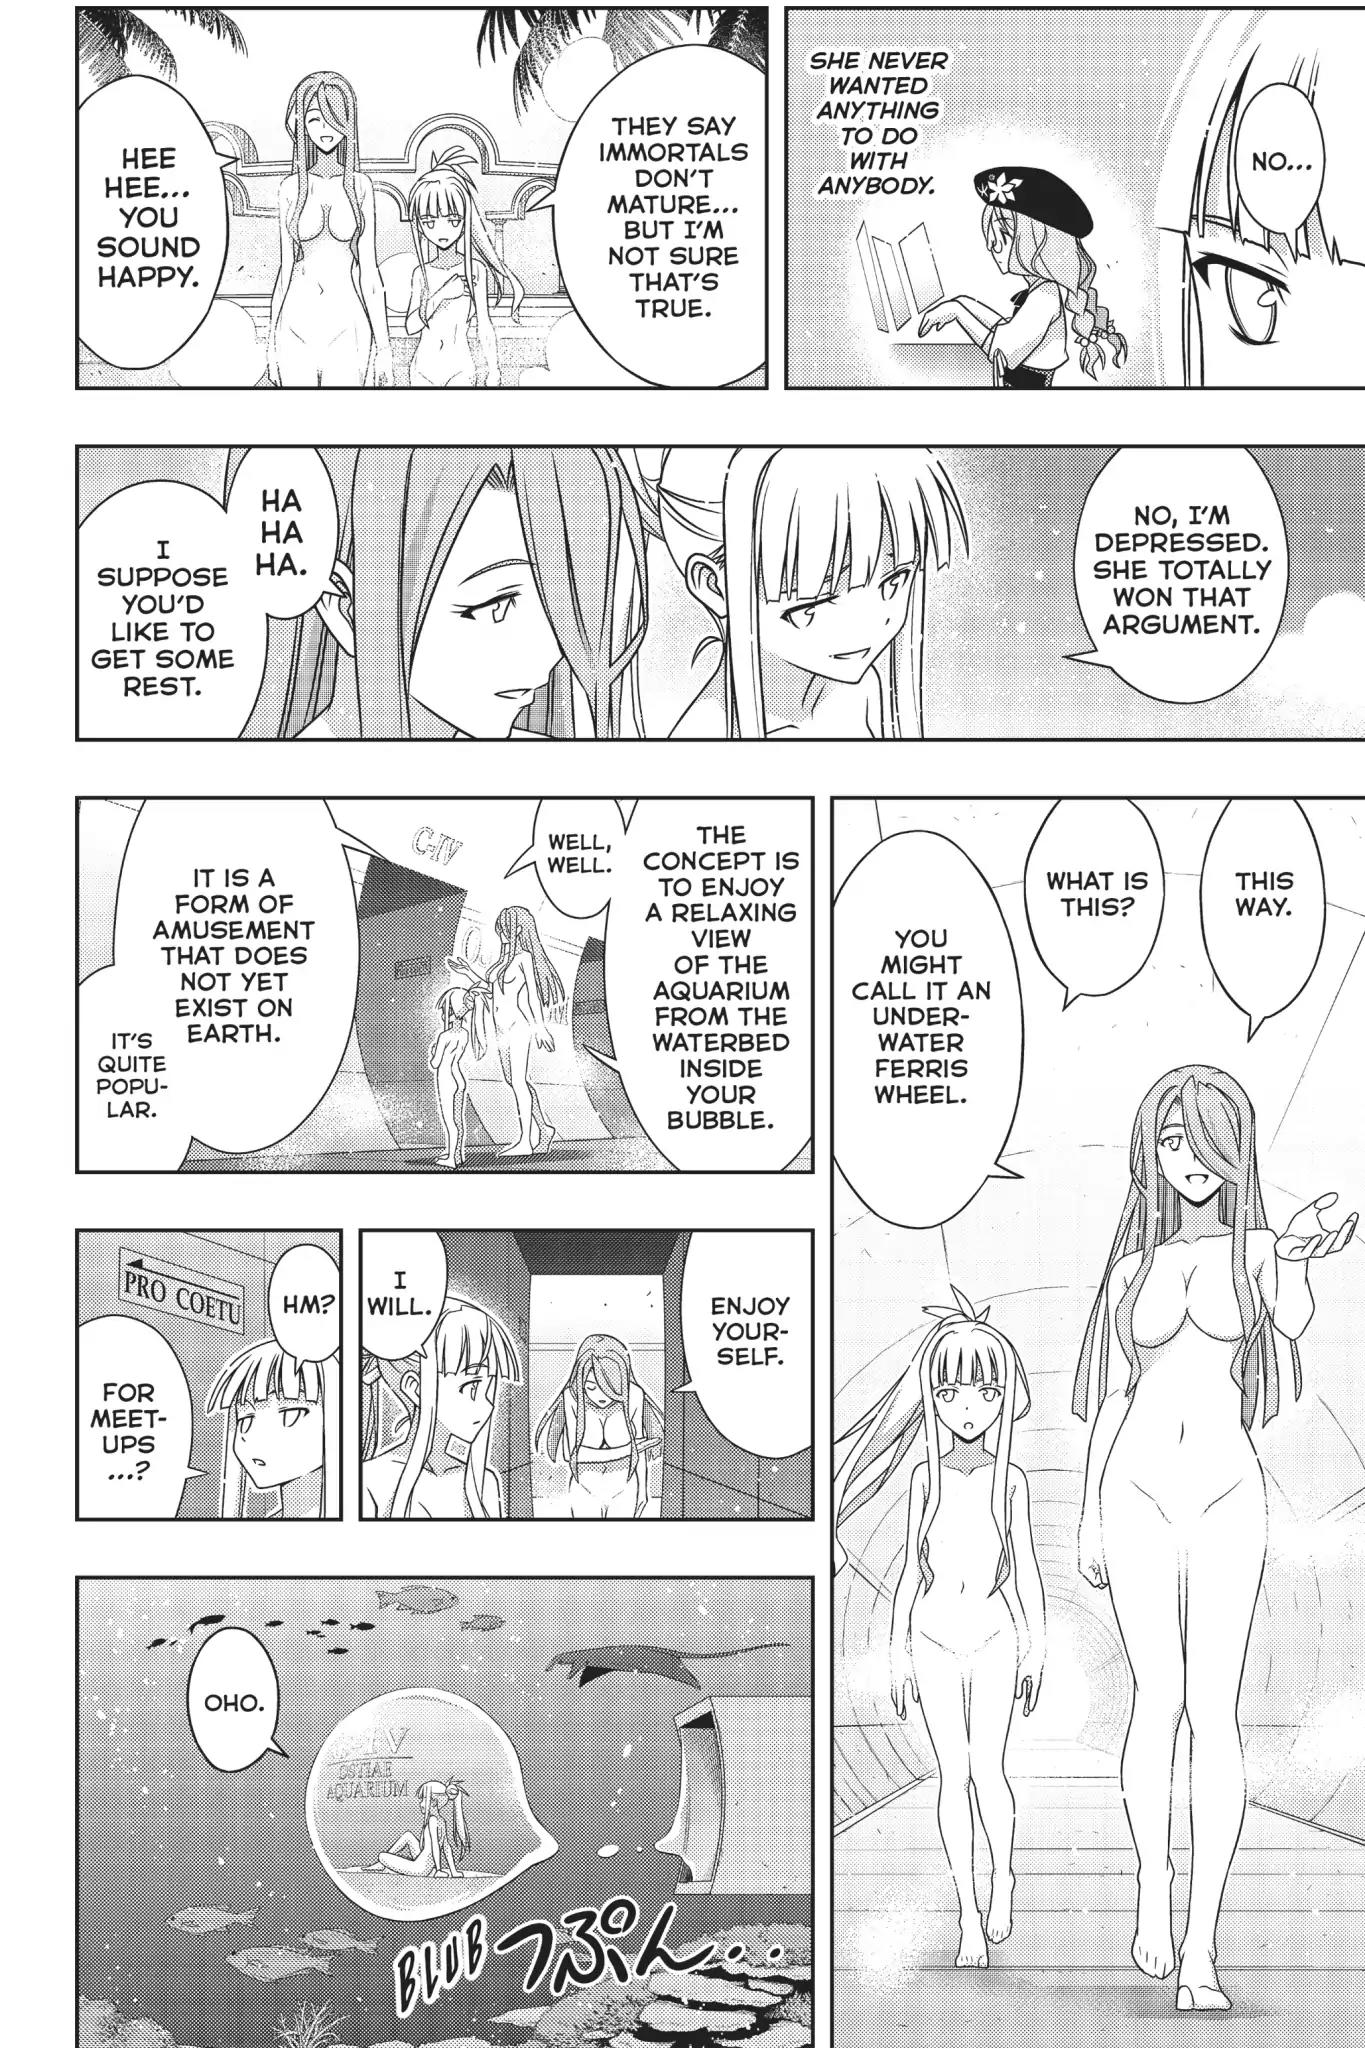 NO...
SHE NEVER
WANTED
ANYTHING
TO DO
WITH
ANYBODY.
THEY SAY
IMMORTALS
DON'T
MATURE...
BUT I'M
NOT SURE
THAT'S
TRUE.
HEE
HEE...
YOU
SOUND
HAPPY.
NO, I'M
DEPRESSED.
SHE TOTALLY
WON THAT
ARGUMENT.
HA
HA
HA.
I
SUPPOSE
YOU'D
LIKE TO
GET SOME
REST.
THIS
WAY.
WHAT IS
THIS?
YOU
MIGHT
CALL IT AN
UNDER-
WATER
FERRIS
WHEEL.
THE
CONCEPT IS
TO ENJOY
A RELAXING
VIEW
OF THE
AQUARIUM
FROM THE
WATERBED
INSIDE
YOUR
BUBBLE.
WELL,
WELL.
C-IV
IT IS A
FORM OF
AMUSEMENT
THAT DOES
NOT YET
EXIST ON
EARTH.
IT'S
QUITE
POPU-
LAR.
ENJOY
YOUR-
SELF.
I
WILL.
HM?
PRO COETU
FOR
MEET-
UPS
...?
OHO.
OSTIAE
AQUARIUM
BLUB
っぷん‥